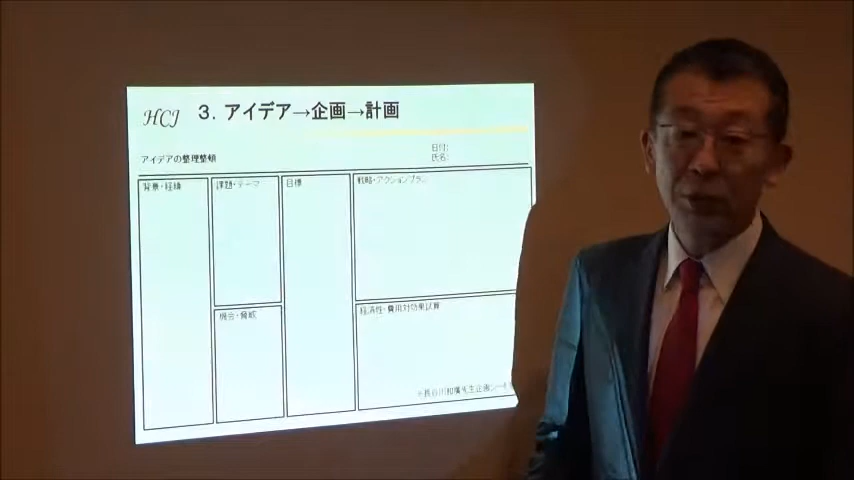 HCJ 3. アイデア→企画→計画
日付:
アイデアの整理整頓
氏名:
背景・経緯
課題・テーマ
目標
戦略・アクションプラン
機会・脅威
経済性・費用対効果試算